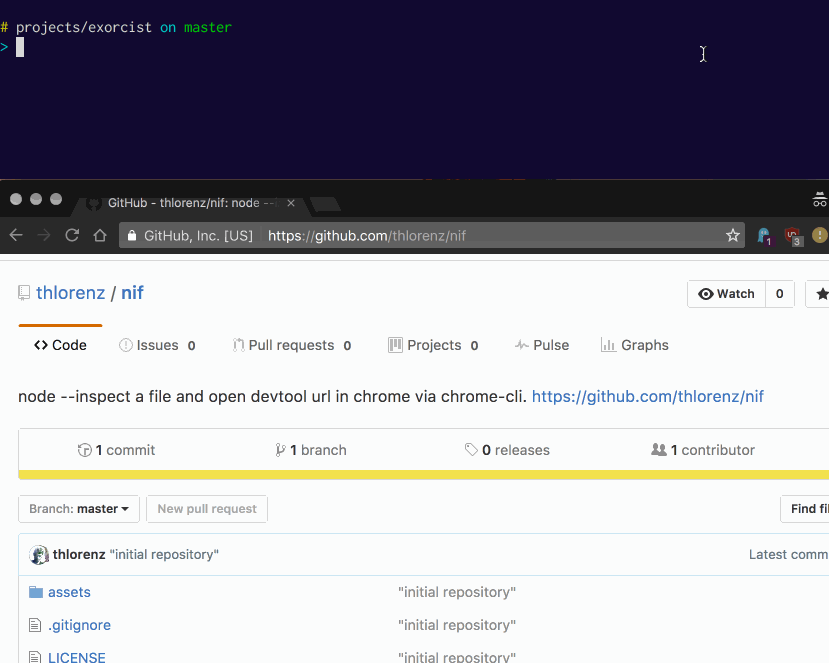 # projects/exorcist on master
>
GitHub - thlorenz/nif: node --
GitHub, Inc. [US] https://github.com/thlorenz/nif
1 3
thlorenz / nif
Watch 0
Code Issues 0 Pull requests 0 Projects 0 Pulse Graphs
node --inspect a file and open devtool url in chrome via chrome-cli. https://github.com/thlorenz/nif
1 commit 1 branch 0 releases 1 contributor
Branch: master New pull request Find fi
thlorenz "initial repository" Latest comm
assets "initial repository"
.gitignore "initial repository"
LICENSE "initial repository"